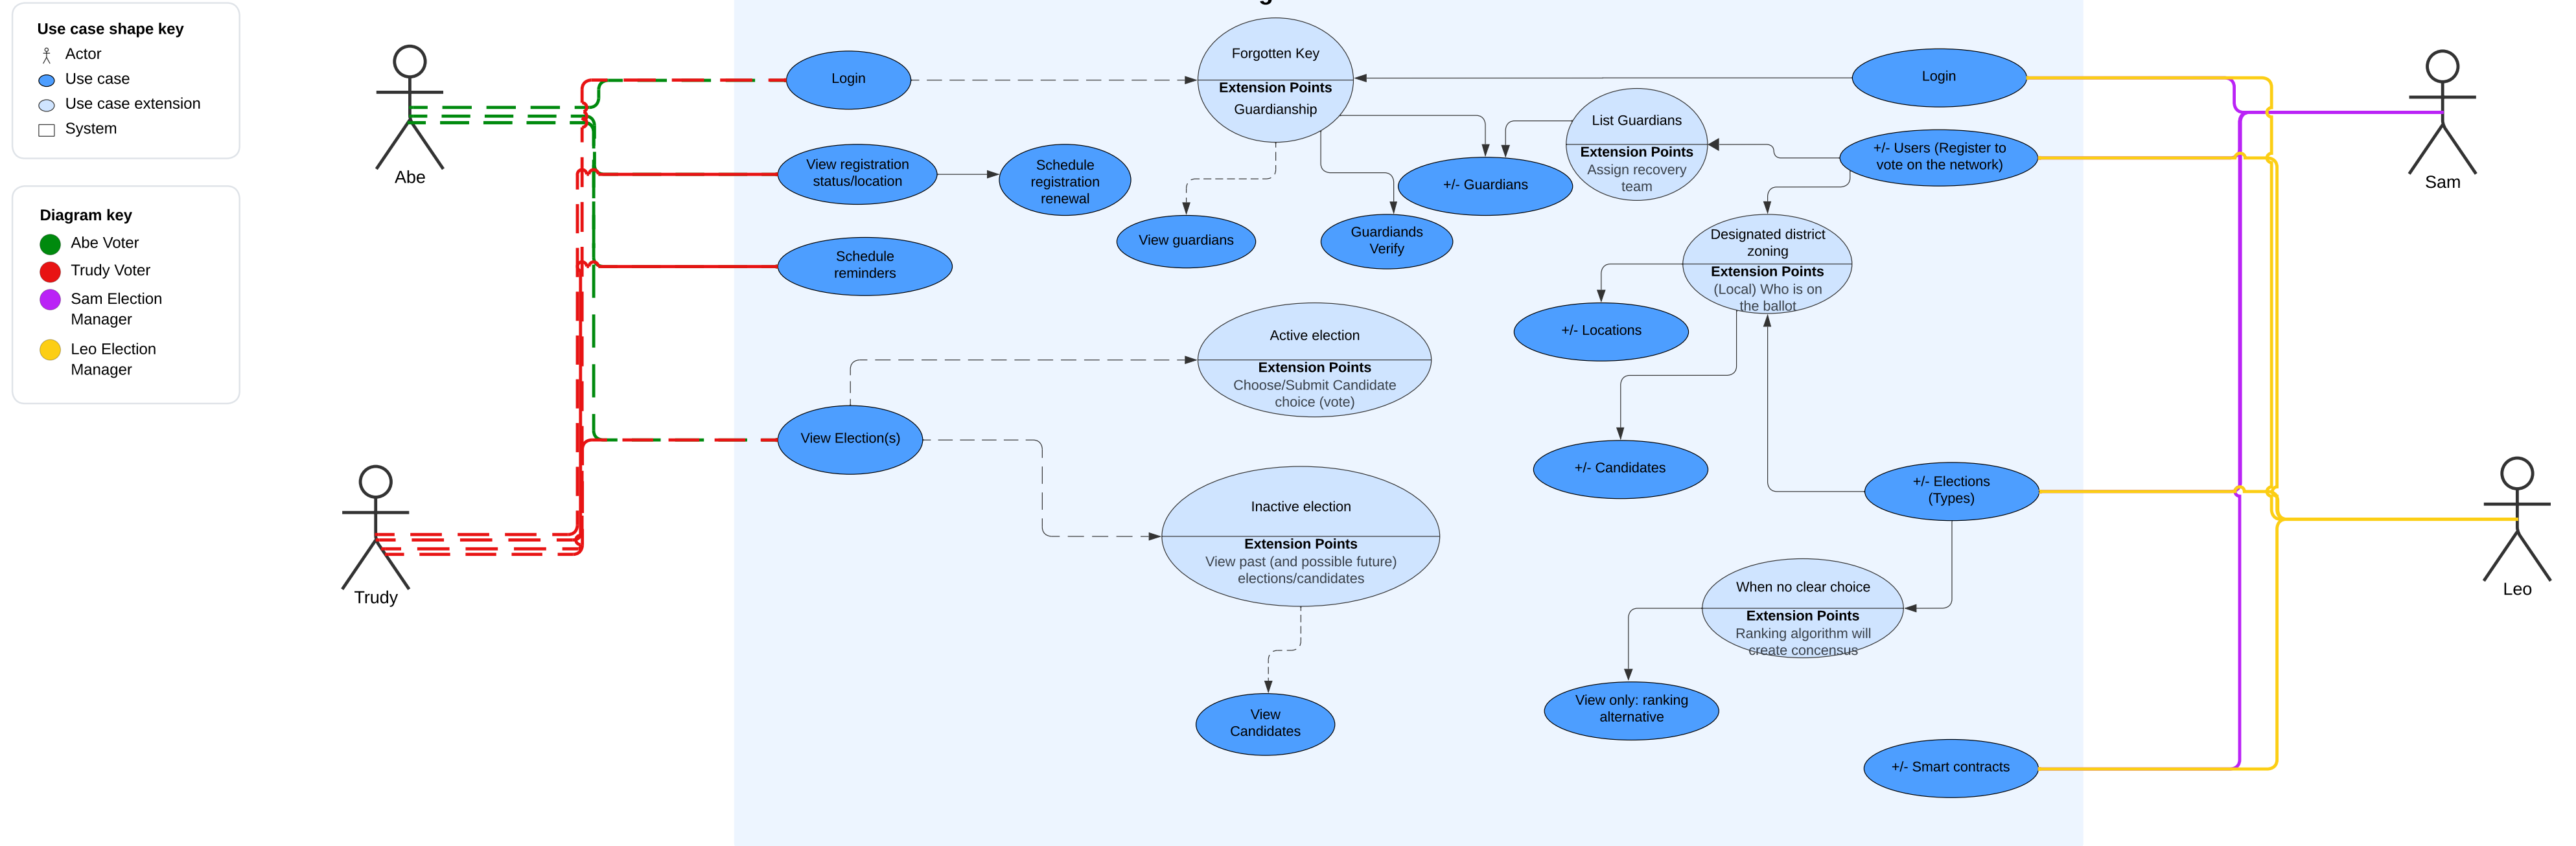 Use case shape key
Actor
Use case
Use case extension
System
Diagram key
Abe Voter
Trudy Voter
Sam Election
Manager
Leo Election
Manager
Abe
Trudy
Login
View registration
status/location
Schedule
registration
renewal
Schedule
reminders
View Election(s)
Forgotten Key
Extension Points
Guardianship
View guardians
Guardiands
Verify
+/- Guardians
List Guardians
Extension Points
Assign recovery
team
Active election
Extension Points
Choose/Submit Candidate
choice (vote)
Inactive election
Extension Points
View past (and possible future)
elections/candidates
View
Candidates
Login
+/- Users (Register to
vote on the network)
Designated district
zoning
Extension Points
(Local) Who is on
the ballot
+/- Locations
+/- Candidates
+/- Elections
(Types)
When no clear choice
Extension Points
Ranking algorithm will
create concensus
View only: ranking
alternative
+/- Smart contracts
Sam
Leo